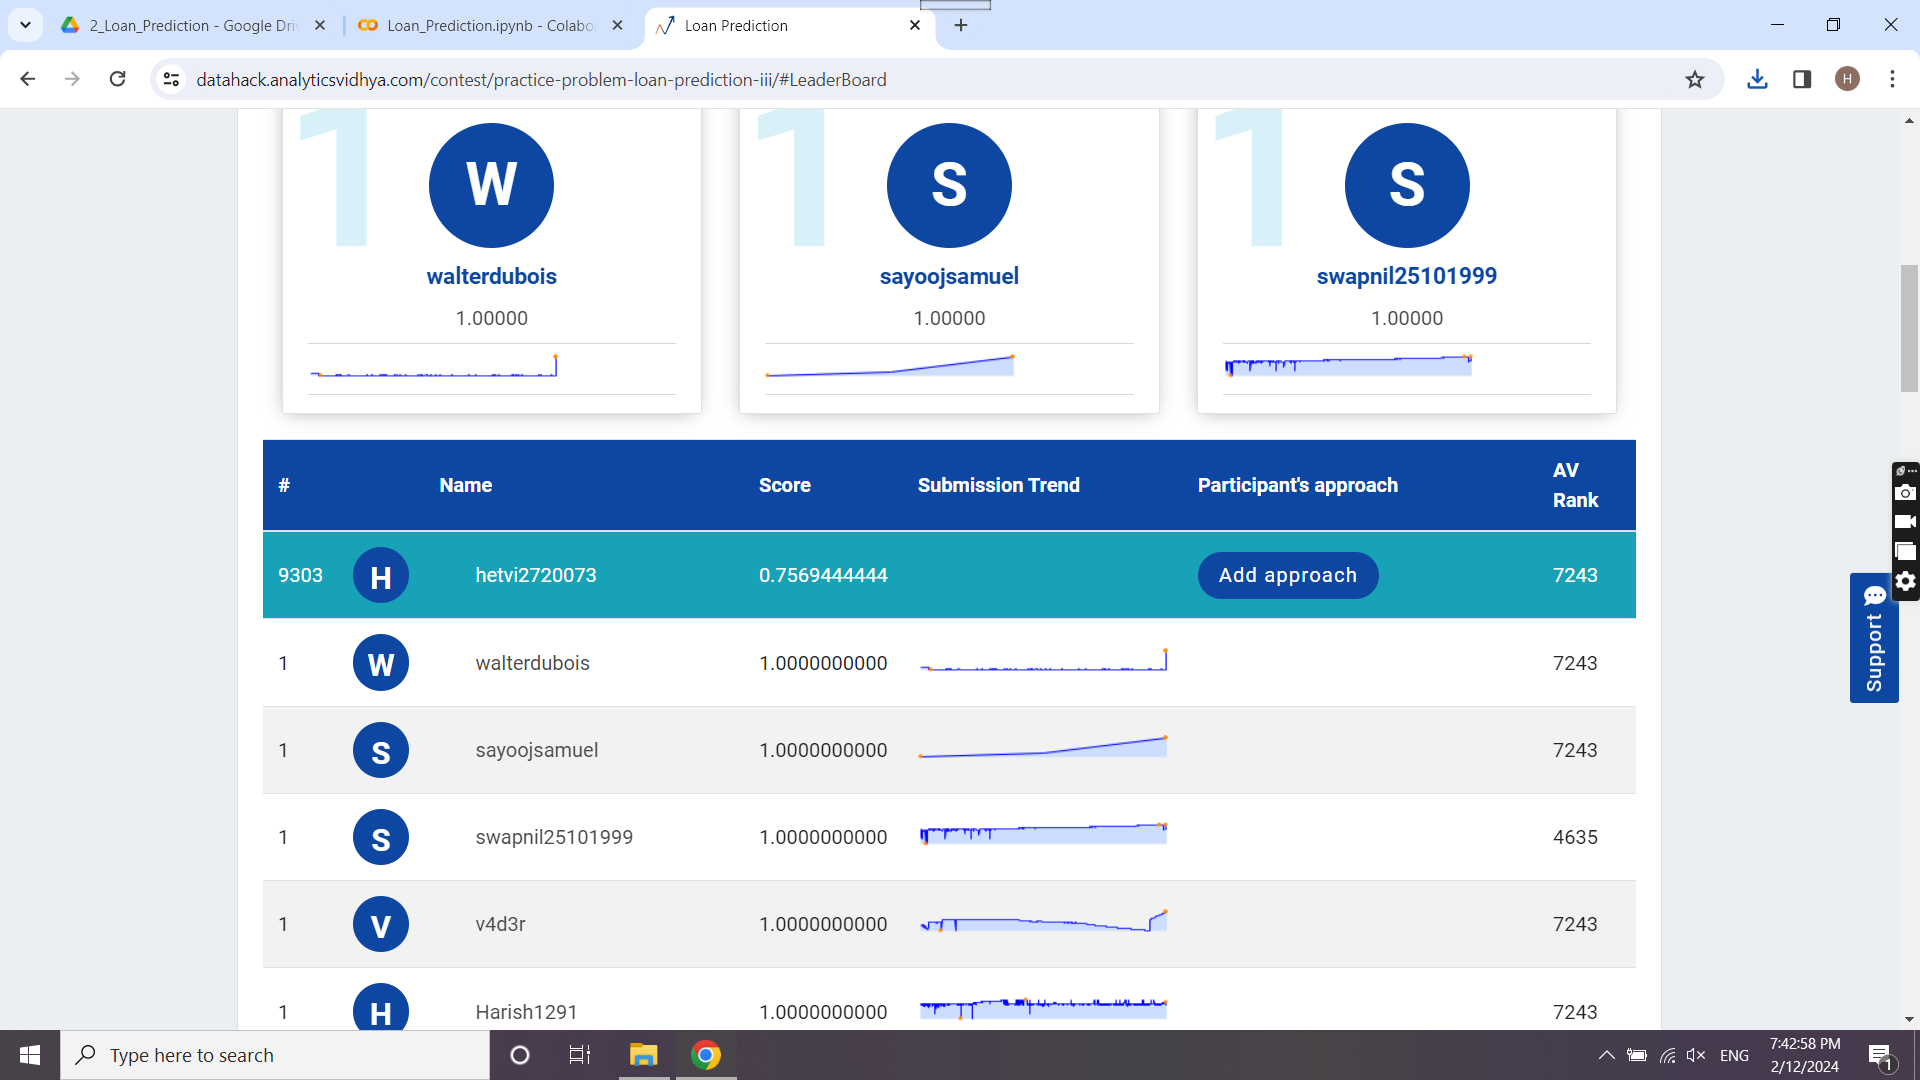 2_Loan_Prediction - Google Dri
Loan_Prediction.ipynb - Colabo
Loan Prediction
datahack.analyticsvidhya.com/contest/practice-problem-loan-prediction-iii/#LeaderBoard
H
1 1 1
W S S
walterdubois sayoojsamuel swapnil25101999
1.00000 1.00000 1.00000
# Name Score Submission Trend Participant's approach AV Rank
9303 H hetvi2720073 0.7569444444 Add approach 7243
1 W walterdubois 1.0000000000 7243
1 S sayoojsamuel 1.0000000000 7243
1 S swapnil25101999 1.0000000000 4635
1 V v4d3r 1.0000000000 7243
1 H Harish1291 1.0000000000 7243
Support
Type here to search
ENG
7:42:58 PM
2/12/2024
1